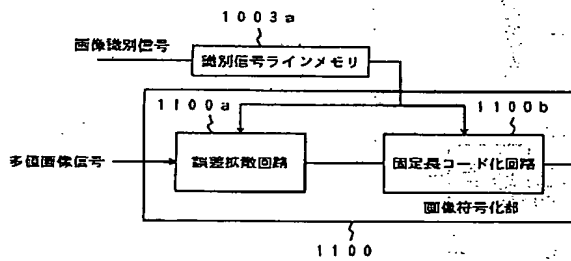 1003a
画像識別信号
識別信号ラインメモリ
1100a
1100b
多値画像信号
誤差拡散回路
固定長コード化回路
画像符号化部
1100